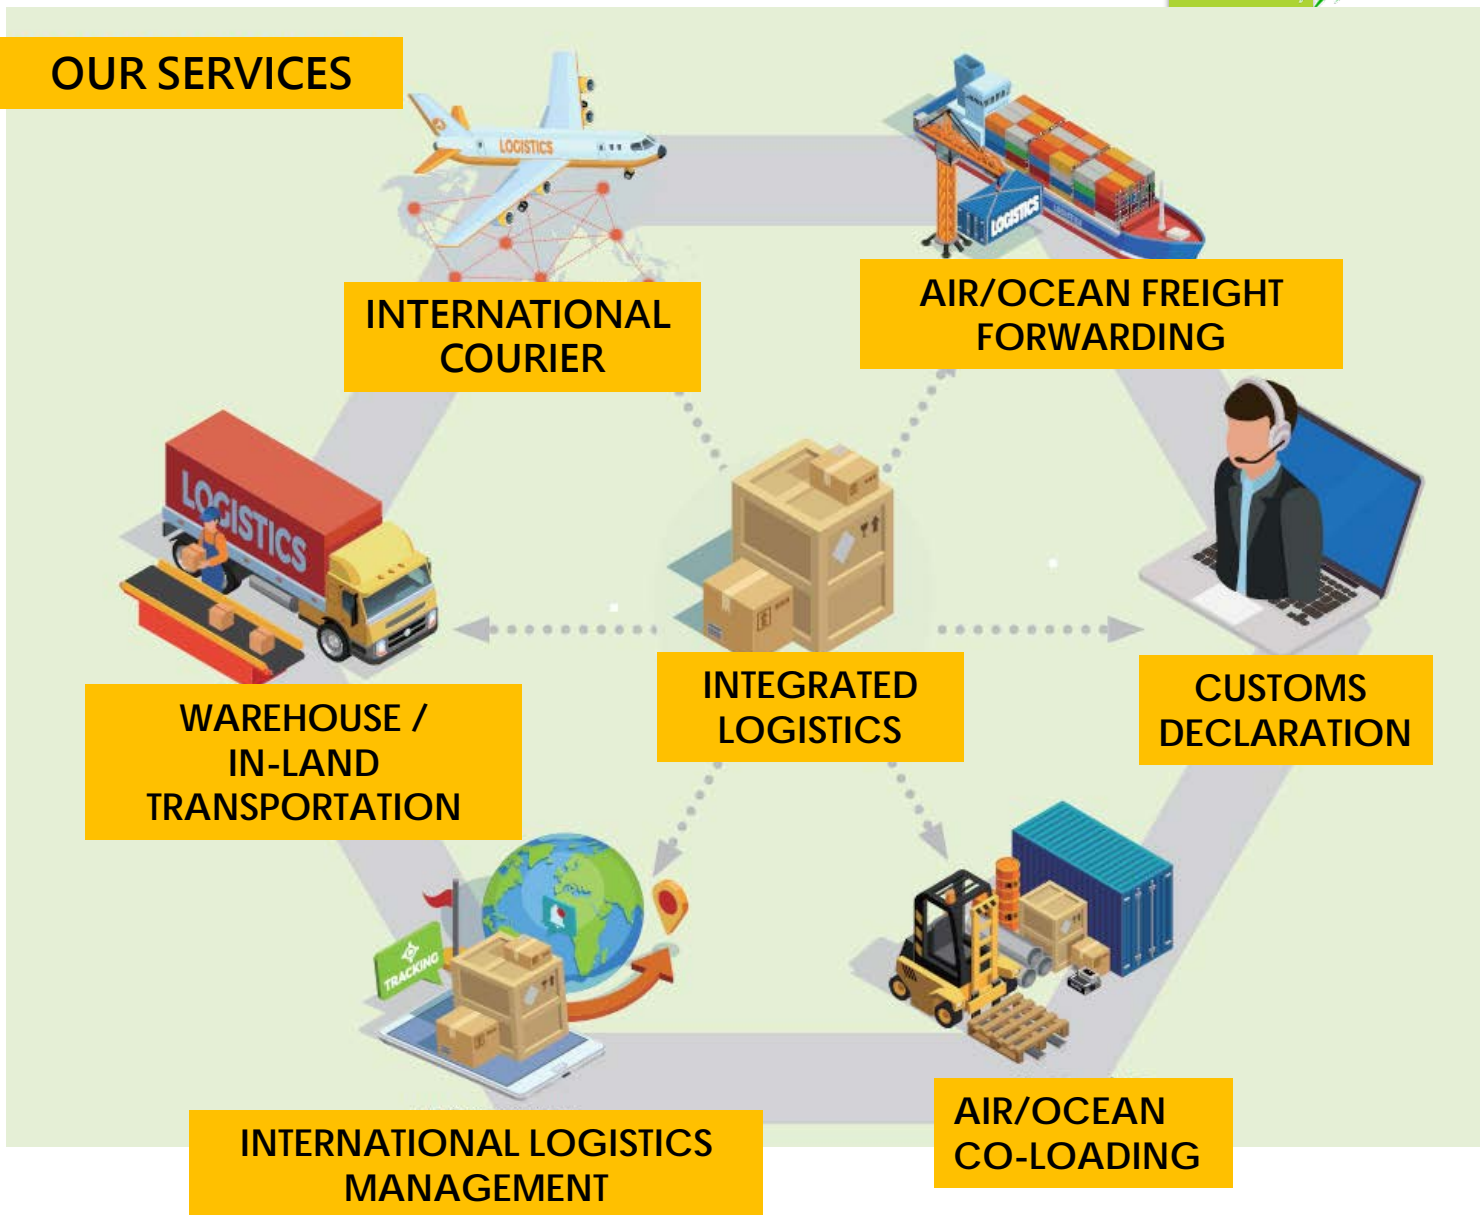 OUR SERVICES
LOGISTICS
LOGISTICS
INTERNATIONAL
COURIER
AIR/OCEAN FREIGHT
FORWARDING
LOGISTICS
WAREHOUSE /
IN-LAND
TRANSPORTATION
INTEGRATED
LOGISTICS
CUSTOMS
DECLARATION
TRACKING
INTERNATIONAL LOGISTICS
MANAGEMENT
AIR/OCEAN
CO-LOADING